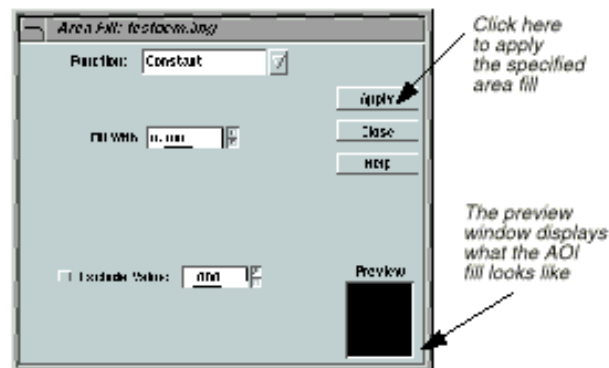 Area Fill: testdem.img
Function: Constant
Apply
Fill With
Close
Help
Exclude Value:
Preview
Click here
to apply
the specified
area fill
The preview
window displays
what the AOI
fill looks like